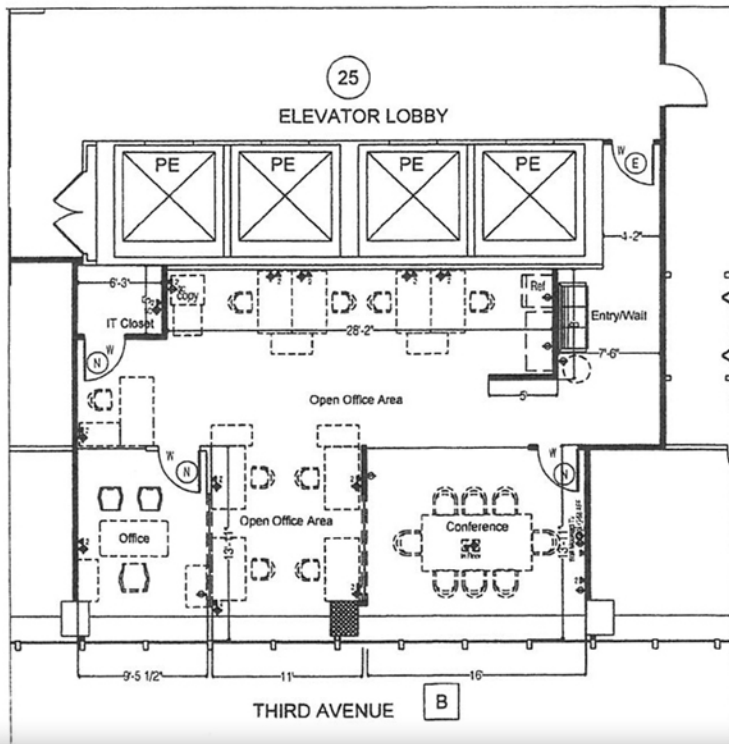 25
ELEVATOR LOBBY
PE PE PE PE
W E
4'-2"
6'-3"
copy
Ref
IT Closet
28'-2"
Entry/Wait
W
N
7'-6"
5'
Open Office Area
W
N
W
N
Open Office Area
Office
Conference
In Floor
13'-11"
13'-11"
9'-5 1/2"
11'
16'
THIRD AVENUE
B